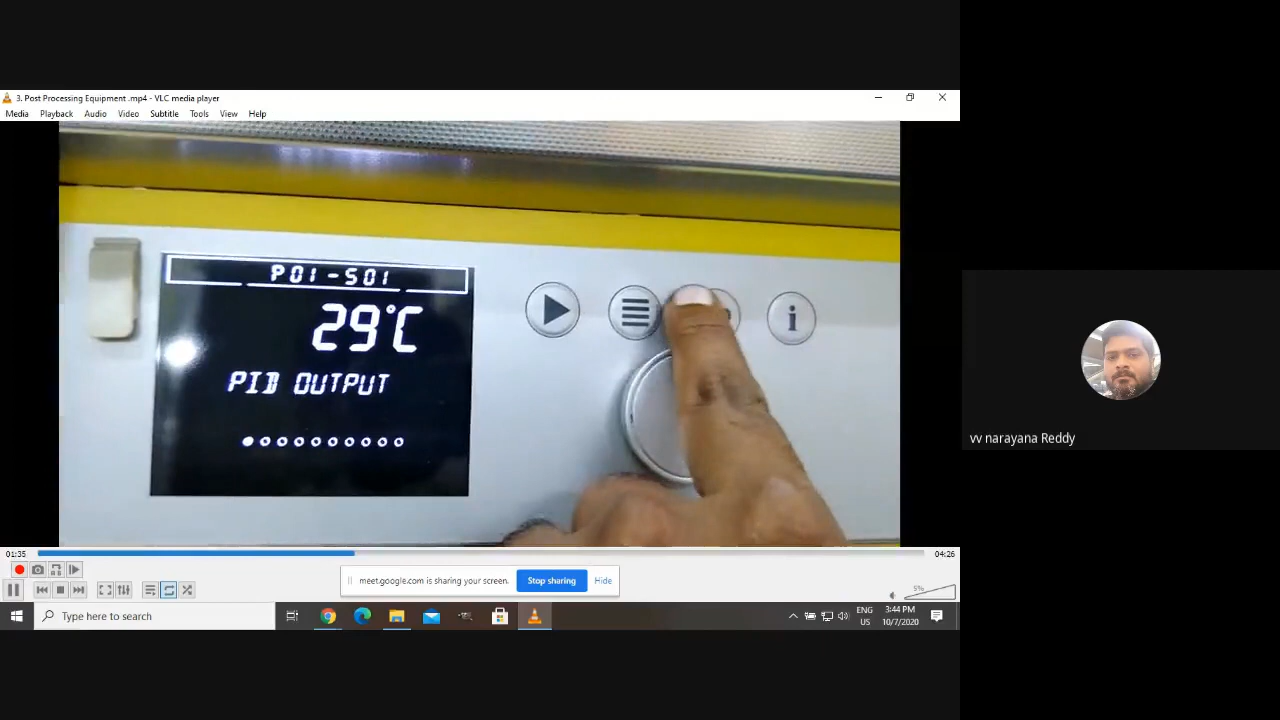 3. Post Processing Equipment .mp4 - VLC media player
Media Playback Audio Video Subtitle Tools View Help
P01-S01
29°C
PID OUTPUT
i
vv narayana Reddy
01:35
04:26
meet.google.com is sharing your screen.
Stop sharing
Hide
5%
Type here to search
ENG
US
3:44 PM
10/7/2020